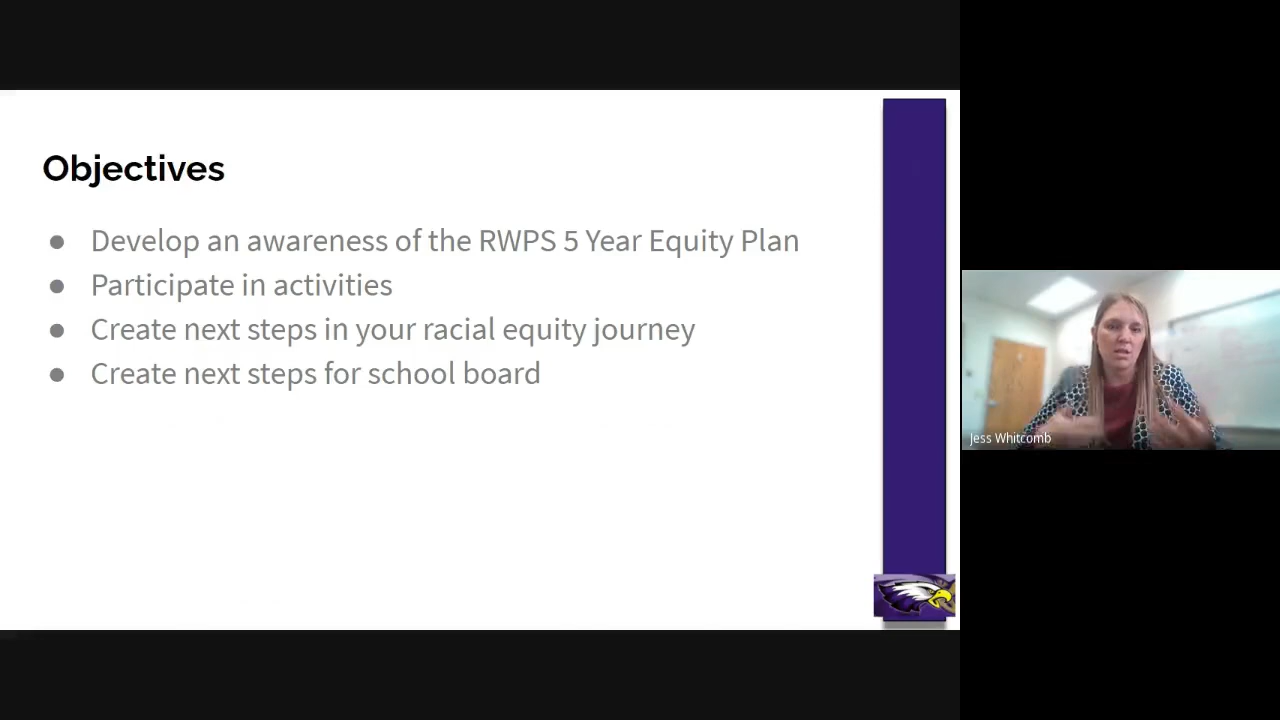 Objectives
● Develop an awareness of the RWPS 5 Year Equity Plan
● Participate in activities
● Create next steps in your racial equity journey
● Create next steps for school board
Jess Whitcomb